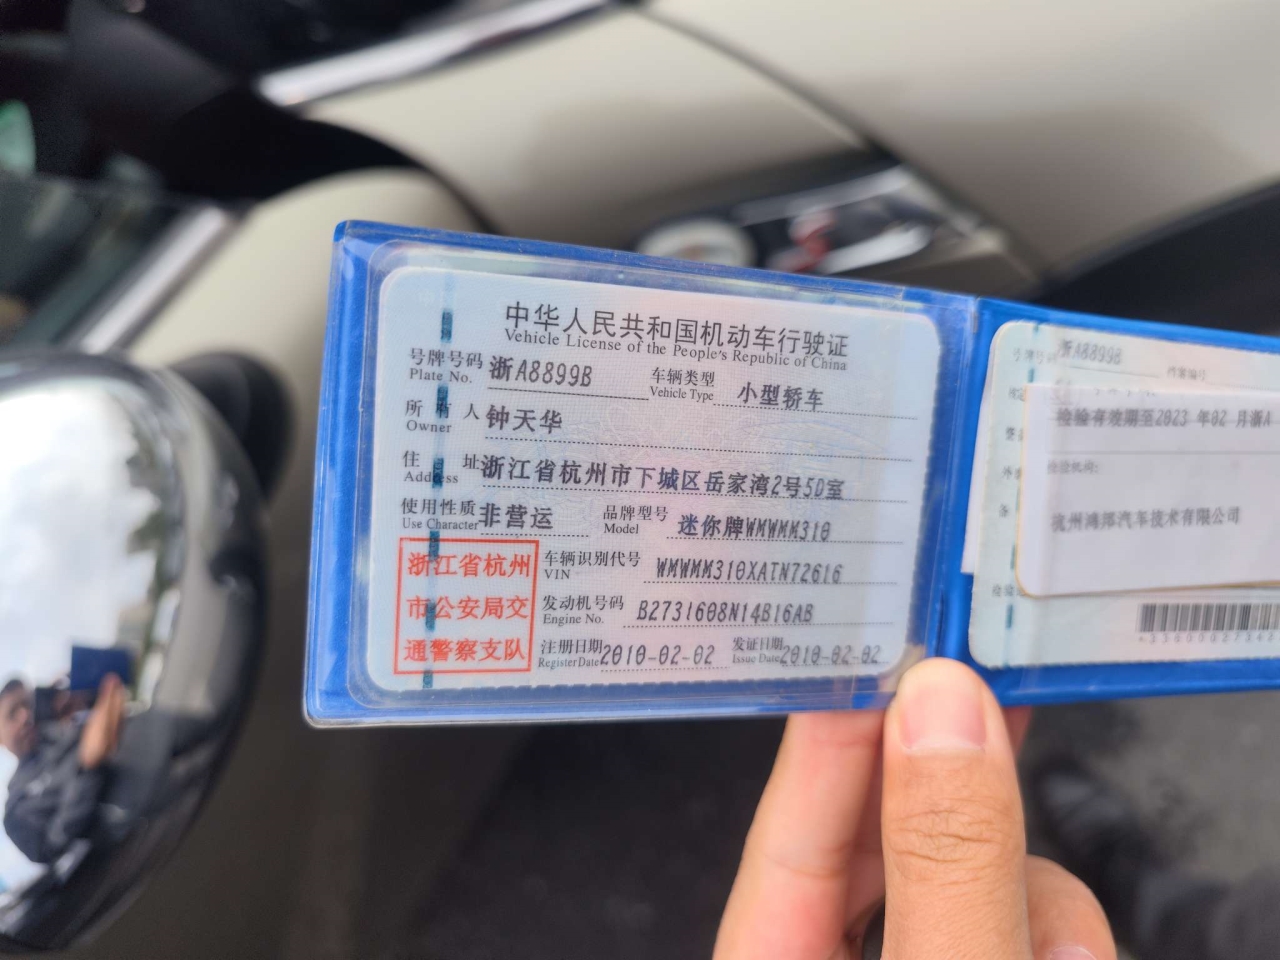 中华人民共和国机动车行驶证
Vehicle License of the People's Republic of China
号牌号码 浙A8899B 车辆类型 小型轿车
Plate No. Vehicle Type
所有人 钟天华
Owner
住址 浙江省杭州市下城区岳家湾2号50室
Address
使用性质 非营运 品牌型号 迷你牌WMWMM310
Use Character Model
浙江省杭州
市公安局交
通警察支队
车辆识别代号 WMWMM310XATN72616
VIN
发动机号码 B2731608N14B16AB
Engine No.
注册日期 2010-02-02 发证日期 2010-02-02
Register Date Issue Date
号牌号码 浙A8899B
检验有效期至2023 年02 月浙A
检验机构:
杭州鸿邦汽车技术有限公司
S